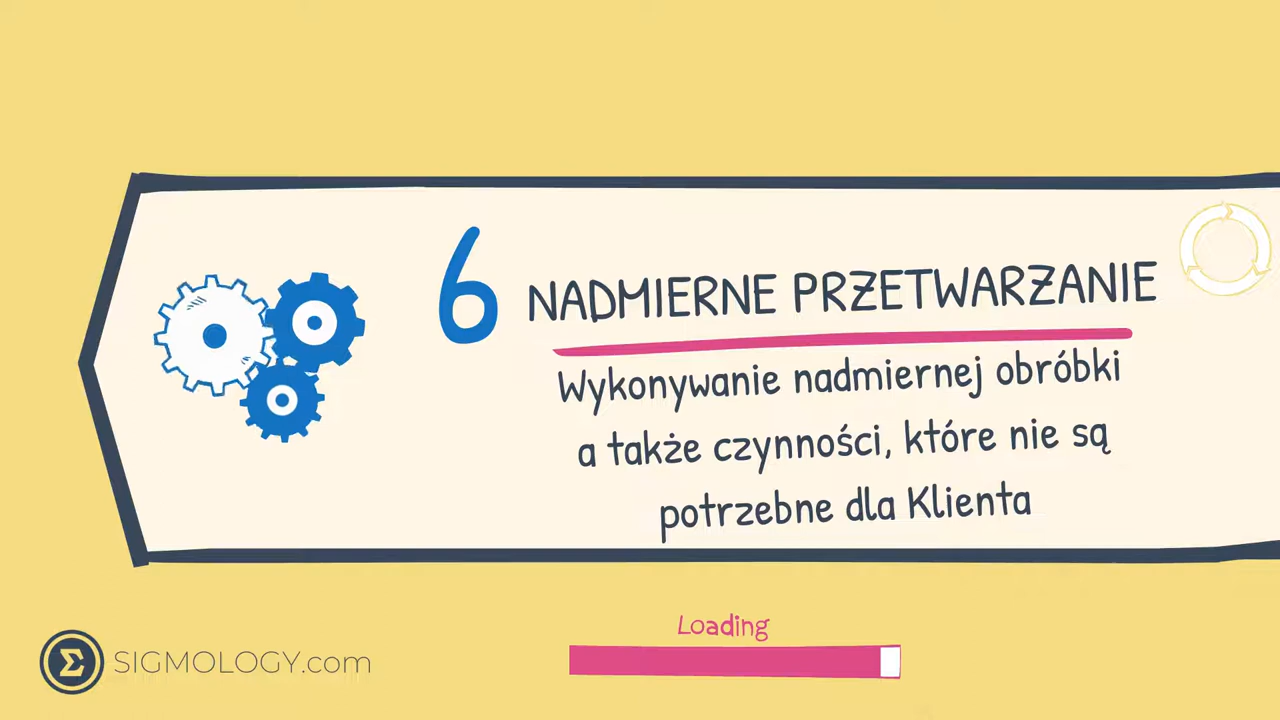 6 NADMIERNE PRZETWARZANIE
Wykonywanie nadmiernej obróbki
a także czynności, które nie są
potrzebne dla Klienta
Loading
Σ SIGMOLOGY.com